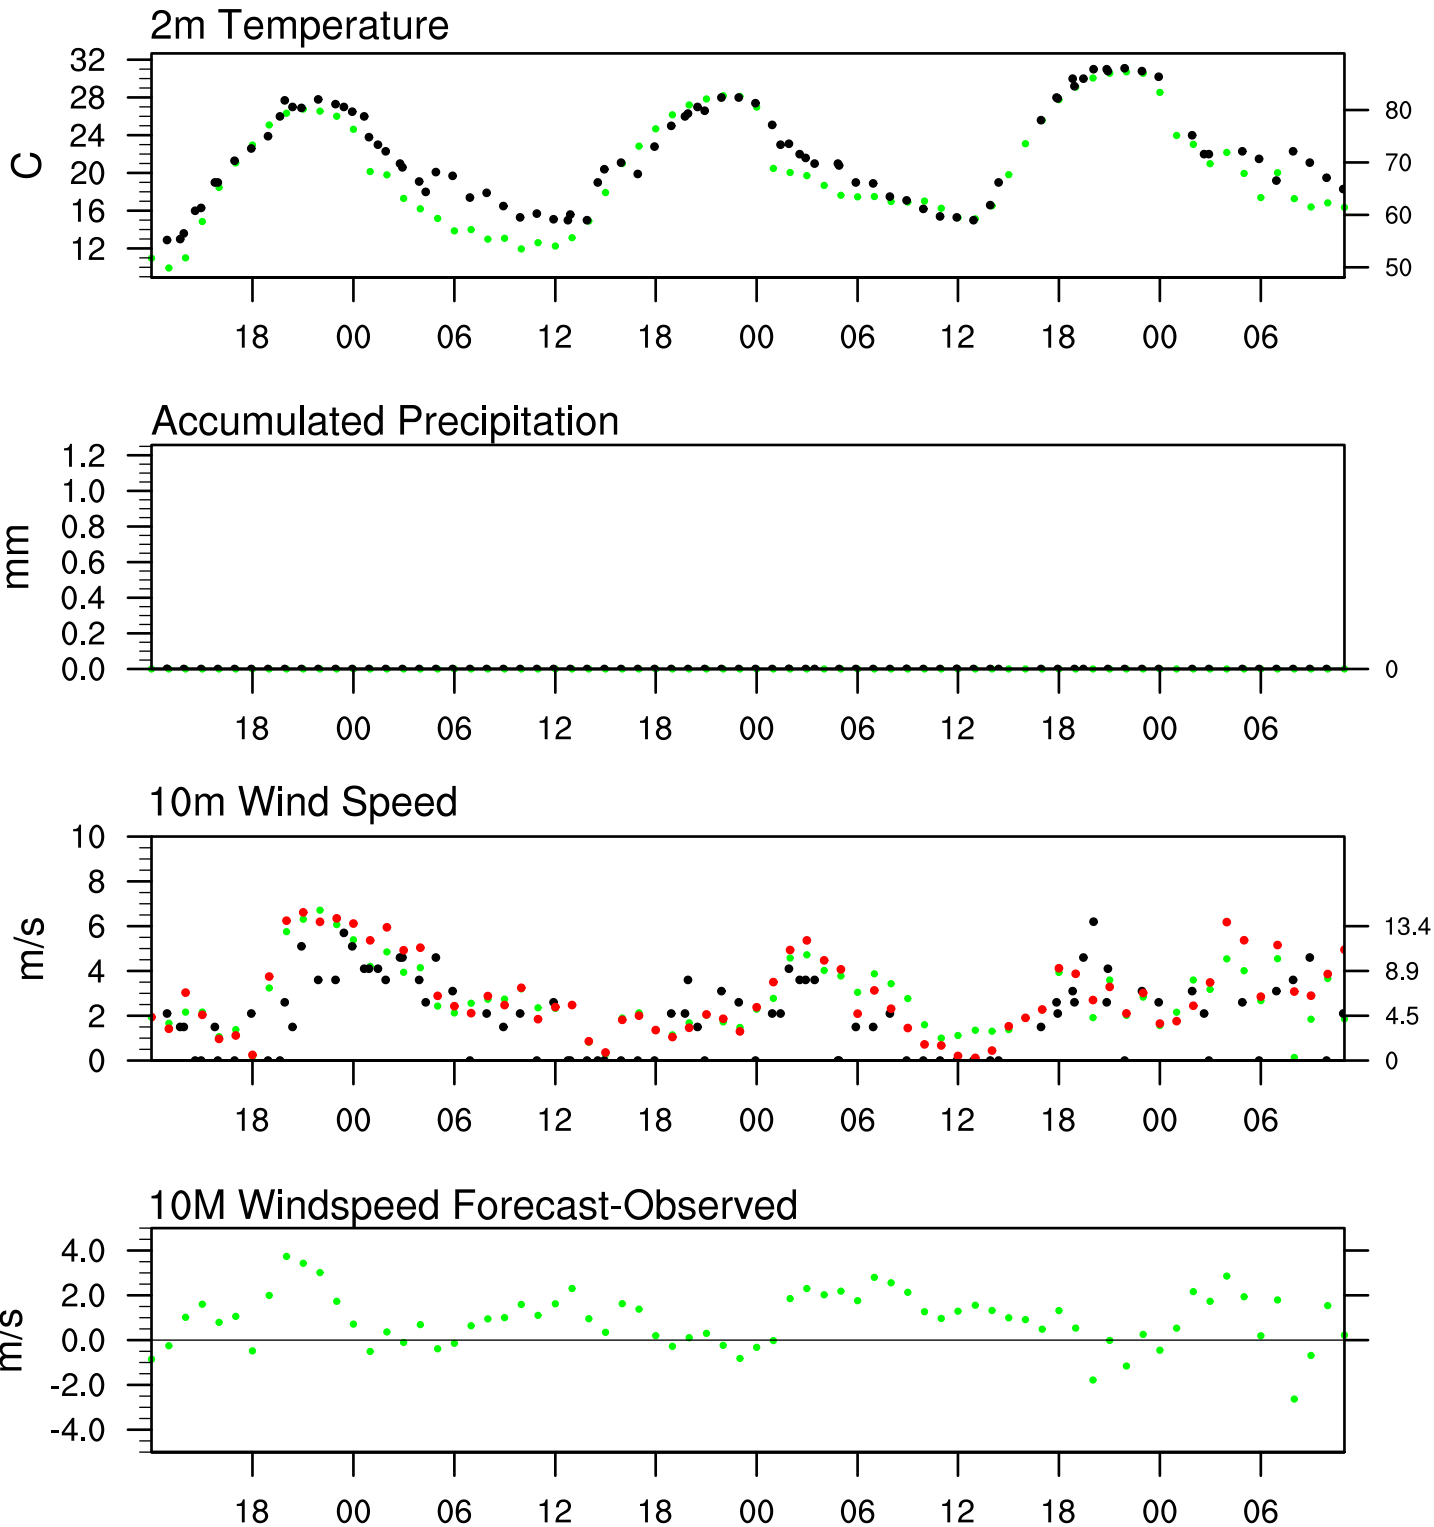 2m Temperature
32
28
24
20
16
12
C
80
70
60
50
18 00 06 12 18 00 06 12 18 00 06
Accumulated Precipitation
1.2
1.0
0.8
0.6
0.4
0.2
0.0
mm
0
18 00 06 12 18 00 06 12 18 00 06
10m Wind Speed
10
8
6
4
2
0
m/s
13.4
8.9
4.5
0
18 00 06 12 18 00 06 12 18 00 06
10M Windspeed Forecast-Observed
4.0
2.0
0.0
-2.0
-4.0
m/s
18 00 06 12 18 00 06 12 18 00 06